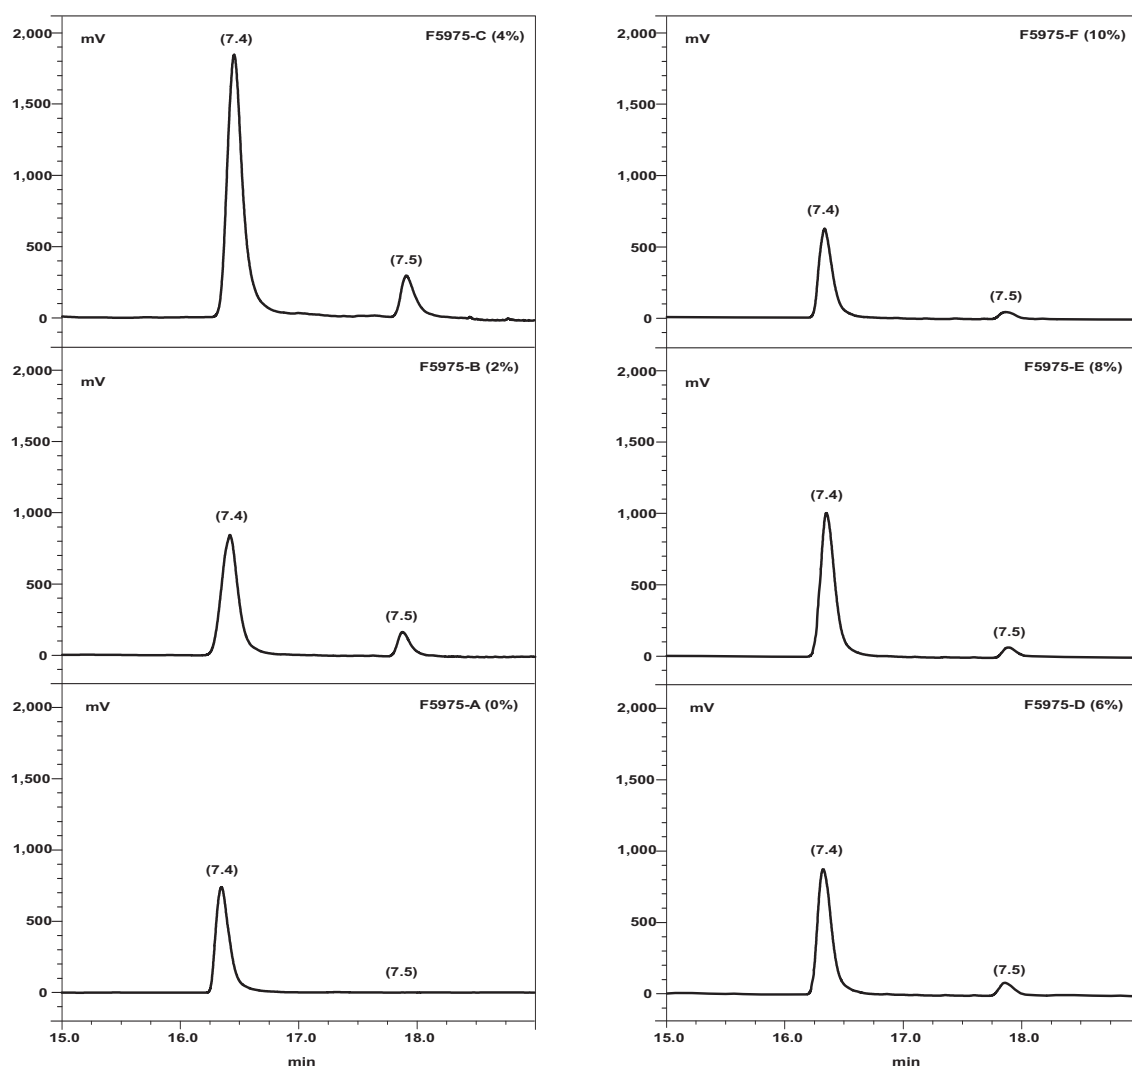 2,000
mV
(7.4)
F5975-C (4%)
1,500
1,000
500
(7.5)
0
2,000
mV
F5975-B (2%)
1,500
1,000
(7.4)
500
(7.5)
0
2,000
mV
F5975-A (0%)
1,500
1,000
(7.4)
500
(7.5)
0
15.0 16.0 17.0 18.0
min
2,000
mV
F5975-F (10%)
1,500
1,000
(7.4)
500
(7.5)
0
2,000
mV
F5975-E (8%)
1,500
(7.4)
1,000
500
(7.5)
0
2,000
mV
F5975-D (6%)
1,500
1,000
(7.4)
500
(7.5)
0
15.0 16.0 17.0 18.0
min